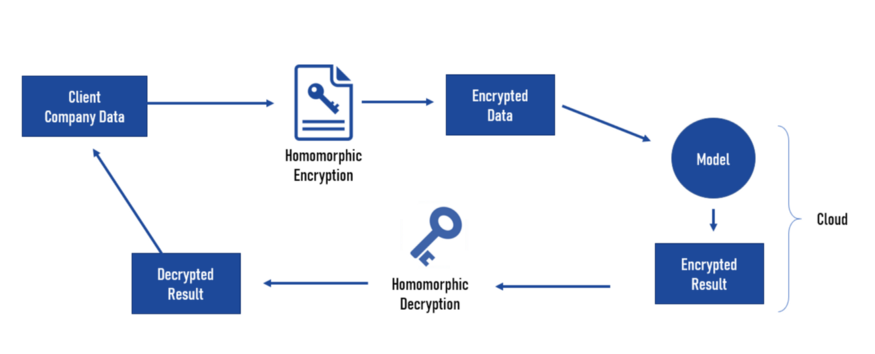 Client
Company Data
Homomorphic
Encryption
Encrypted
Data
Model
Cloud
Encrypted
Result
Homomorphic
Decryption
Decrypted
Result